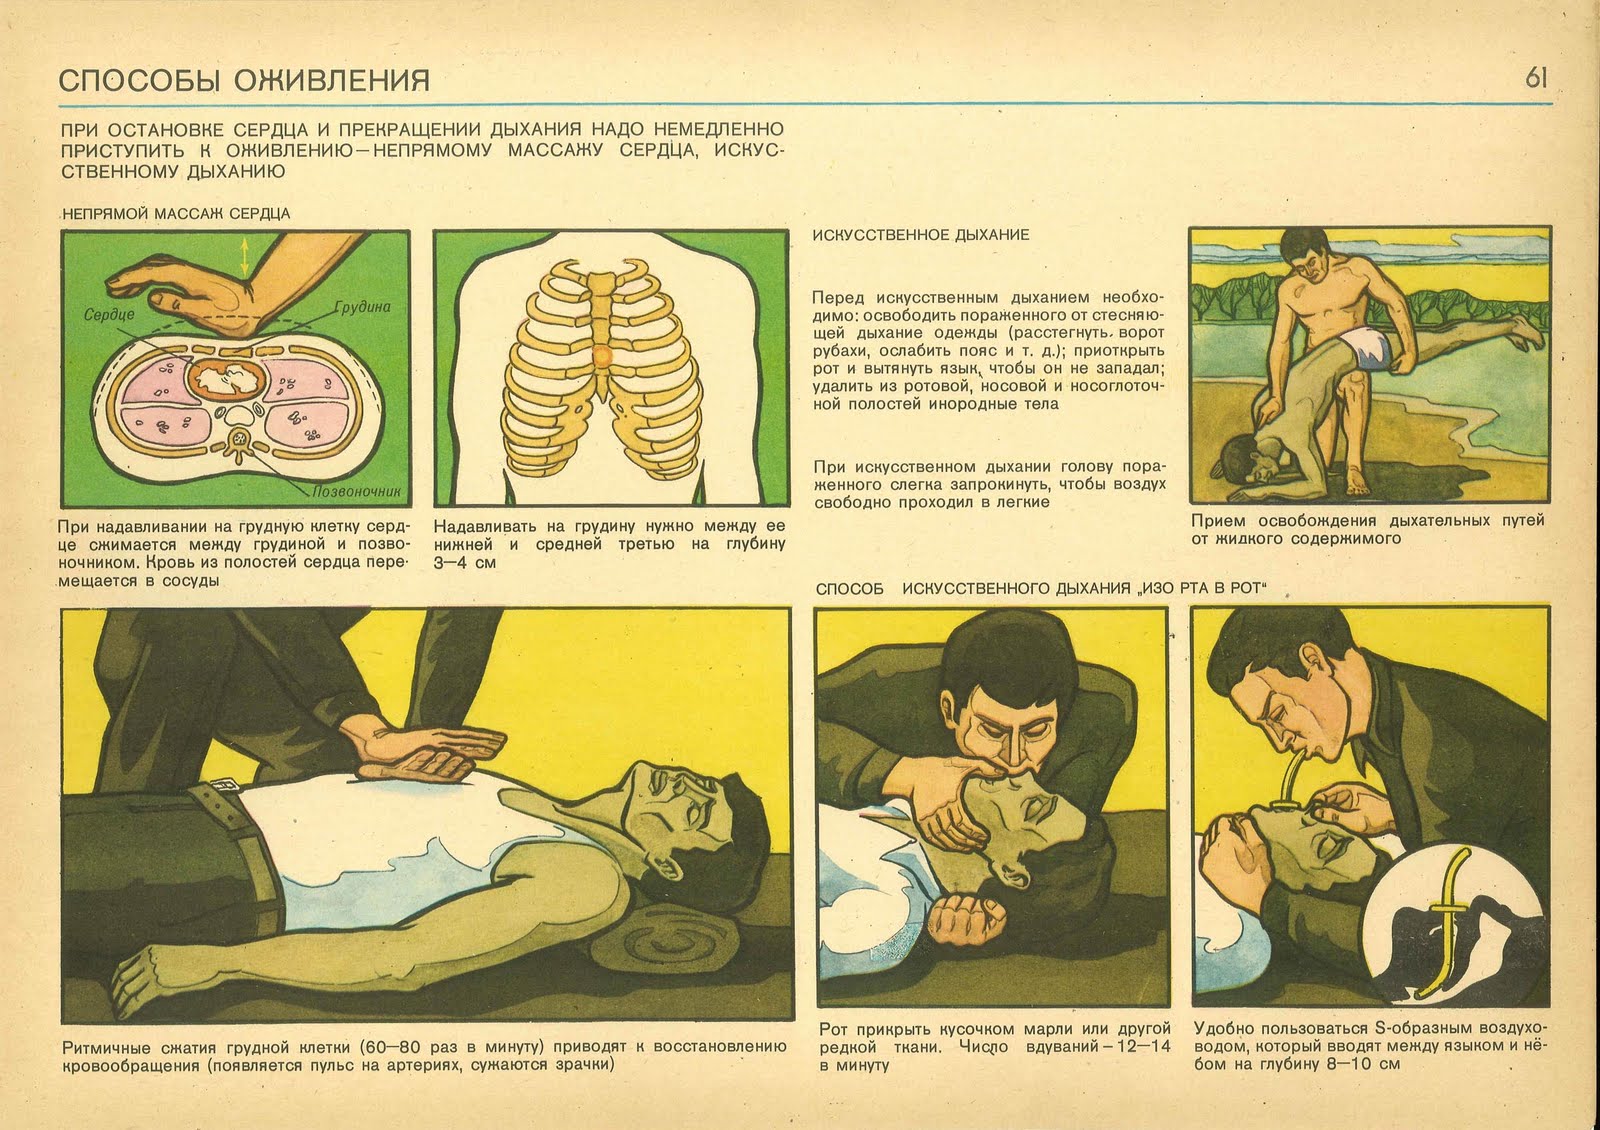 СПОСОБЫ ОЖИВЛЕНИЯ
61
ПРИ ОСТАНОВКЕ СЕРДЦА И ПРЕКРАЩЕНИИ ДЫХАНИЯ НАДО НЕМЕДЛЕННО
ПРИСТУПИТЬ К ОЖИВЛЕНИЮ—НЕПРЯМОМУ МАССАЖУ СЕРДЦА, ИСКУС-
СТВЕННОМУ ДЫХАНИЮ
НЕПРЯМОЙ МАССАЖ СЕРДЦА
Сердце
Грудина
Позвоночник
При надавливании на грудную клетку серд-
це сжимается между грудиной и позво-
ночником. Кровь из полостей сердца пере-
мещается в сосуды
Надавливать на грудину нужно между ее
нижней и средней третью на глубину
3—4 см
ИСКУССТВЕННОЕ ДЫХАНИЕ
Перед искусственным дыханием необхо-
димо: освободить пораженного от стесняю-
щей дыхание одежды (расстегнуть ворот
рубахи, ослабить пояс и т. д.); приоткрыть
рот и вытянуть язык, чтобы он не западал;
удалить из ротовой, носовой и носоглоточ-
ной полостей инородные тела
При искусственном дыхании голову пора-
женного слегка запрокинуть, чтобы воздух
свободно проходил в легкие
Прием освобождения дыхательных путей
от жидкого содержимого
СПОСОБ ИСКУССТВЕННОГО ДЫХАНИЯ „ИЗО РТА В РОТ“
Ритмичные сжатия грудной клетки (60—80 раз в минуту) приводят к восстановлению
кровообращения (появляется пульс на артериях, сужаются зрачки)
Рот прикрыть кусочком марли или другой
редкой ткани. Число вдуваний – 12—14
в минуту
Удобно пользоваться S-образным воздухо-
водом, который вводят между языком и нё-
бом на глубину 8—10 см